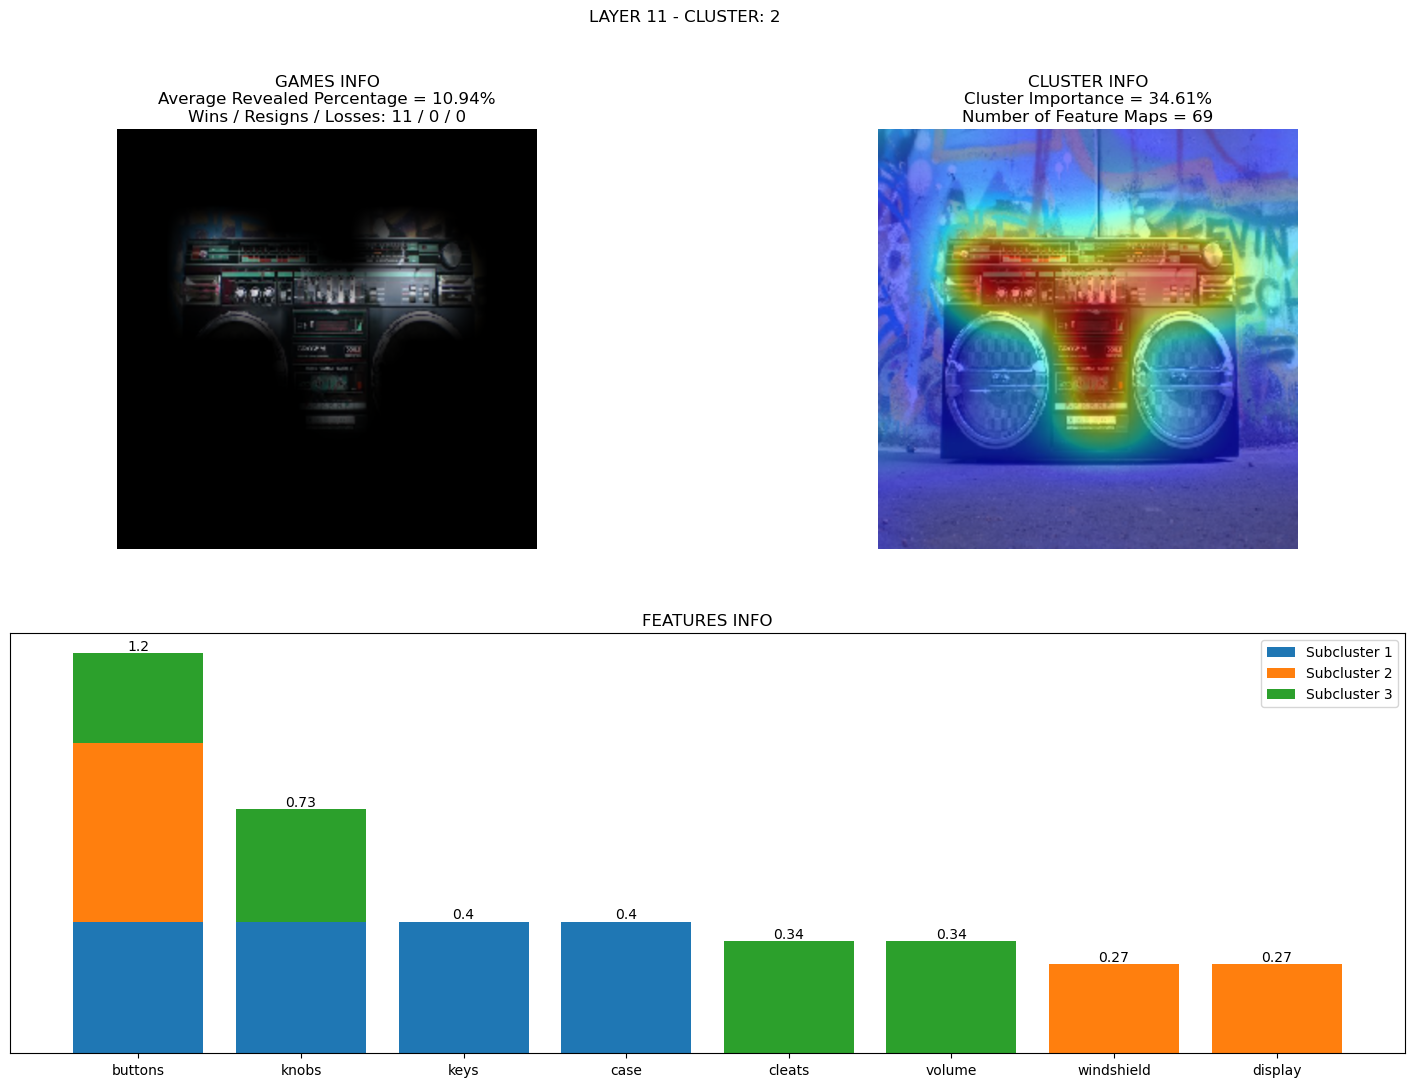 LAYER 11 - CLUSTER: 2
GAMES INFO
Average Revealed Percentage = 10.94%
Wins / Resigns / Losses: 11 / 0 / 0
CLUSTER INFO
Cluster Importance = 34.61%
Number of Feature Maps = 69
EVIN
TECH
FEATURES INFO
1.2
0.73
0.4
0.4
0.34
0.34
0.27
0.27
Subcluster 1
Subcluster 2
Subcluster 3
buttons
knobs
keys
case
cleats
volume
windshield
display